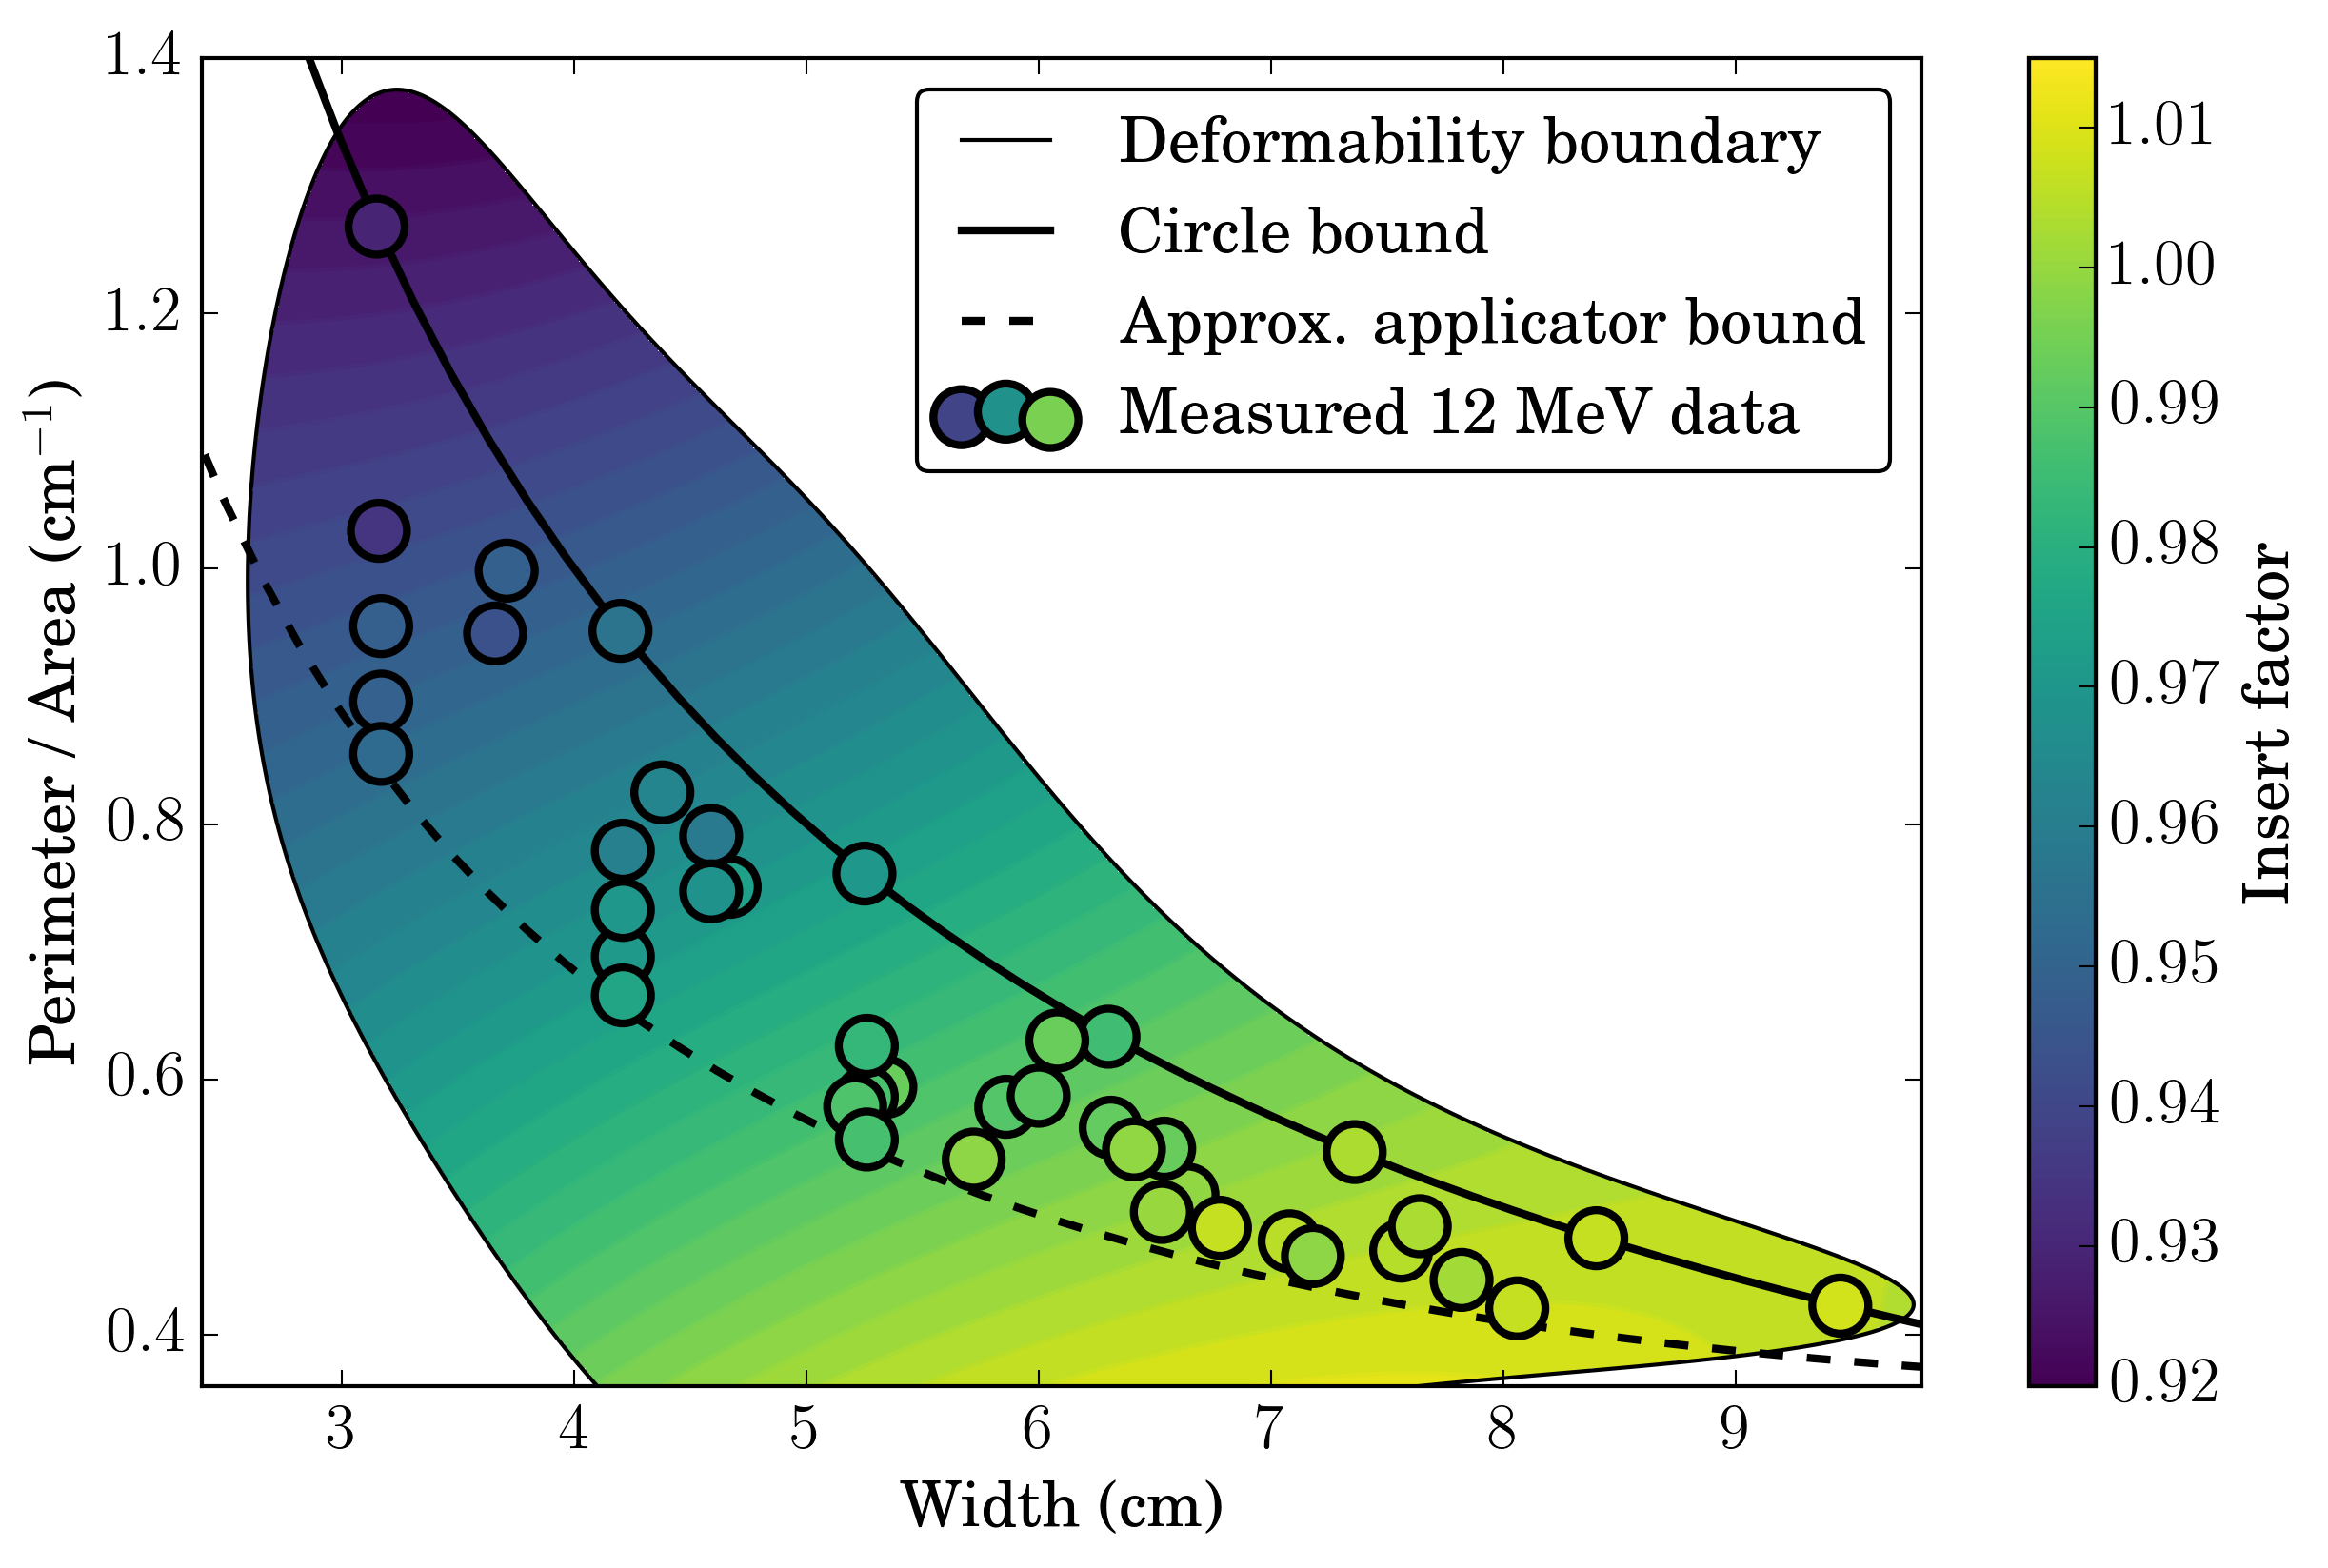 1.4
1.2
1.0
0.8
0.6
0.4
Perimeter / Area (cm⁻¹)
3 4 5 6 7 8 9
Width (cm)
Deformability boundary
Circle bound
Approx. applicator bound
Measured 12 MeV data
1.01
1.00
0.99
0.98
0.97
0.96
0.95
0.94
0.93
0.92
Insert factor